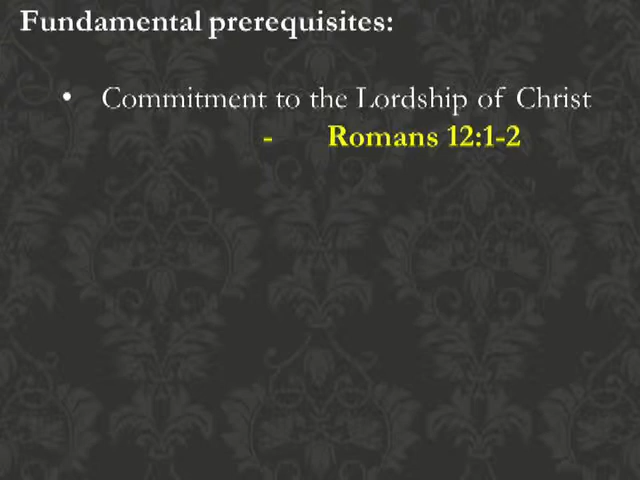 Fundamental prerequisites:
• Commitment to the Lordship of Christ
- Romans 12:1-2